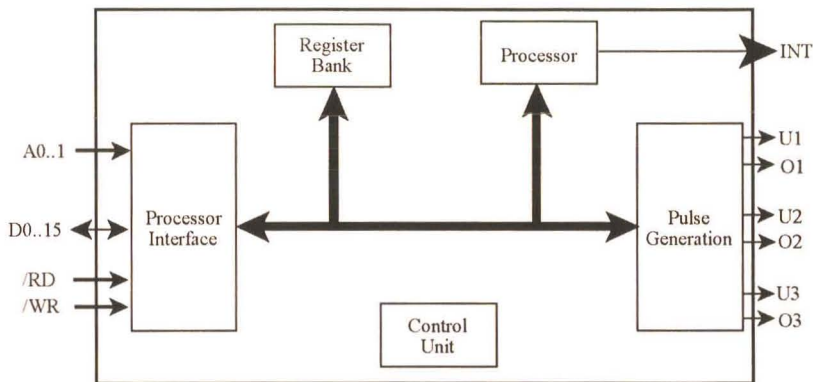 Register
Bank
Processor
INT
A0..1
D0..15
/RD
/WR
Processor
Interface
Pulse
Generation
U1
O1
U2
O2
U3
O3
Control
Unit